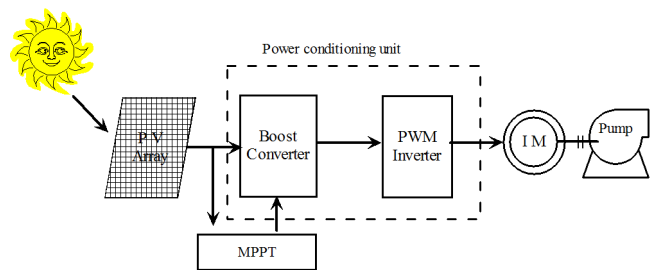 Power conditioning unit
P V
Array
Boost
Converter
PWM
Inverter
I M
Pump
MPPT